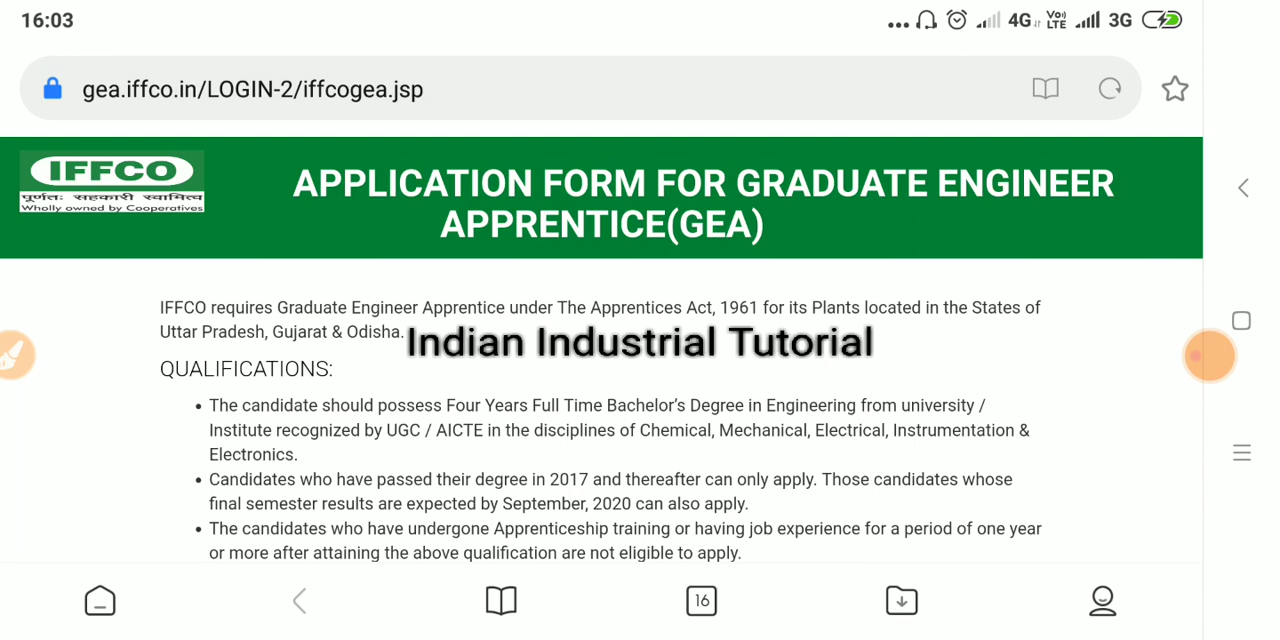 16:03
4G
Vo)
LTE
3G
gea.iffco.in/LOGIN-2/iffcogea.jsp
IFFCO
पूर्णतः सहकारी स्वामित्व
Wholly owned by Cooperatives
APPLICATION FORM FOR GRADUATE ENGINEER
APPRENTICE(GEA)
IFFCO requires Graduate Engineer Apprentice under The Apprentices Act, 1961 for its Plants located in the States of
Uttar Pradesh, Gujarat & Odisha.
Indian Industrial Tutorial
QUALIFICATIONS:
• The candidate should possess Four Years Full Time Bachelor’s Degree in Engineering from university /
Institute recognized by UGC / AICTE in the disciplines of Chemical, Mechanical, Electrical, Instrumentation &
Electronics.
• Candidates who have passed their degree in 2017 and thereafter can only apply. Those candidates whose
final semester results are expected by September, 2020 can also apply.
• The candidates who have undergone Apprenticeship training or having job experience for a period of one year
or more after attaining the above qualification are not eligible to apply.
16